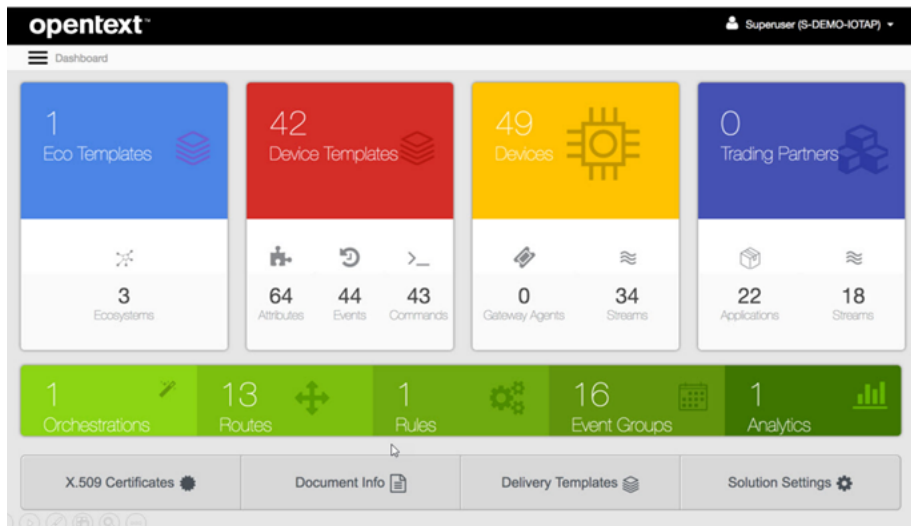 opentext™
Superuser (S-DEMO-IOTAP)
Dashboard
1
Eco Templates
3
Ecosystems
42
Device Templates
64
Attributes
44
Events
43
Commands
49
Devices
0
Gateway Agents
34
Streams
0
Trading Partners
22
Applications
18
Streams
1
Orchestrations
13
Routes
1
Rules
16
Event Groups
1
Analytics
X.509 Certificates
Document Info
Delivery Templates
Solution Settings